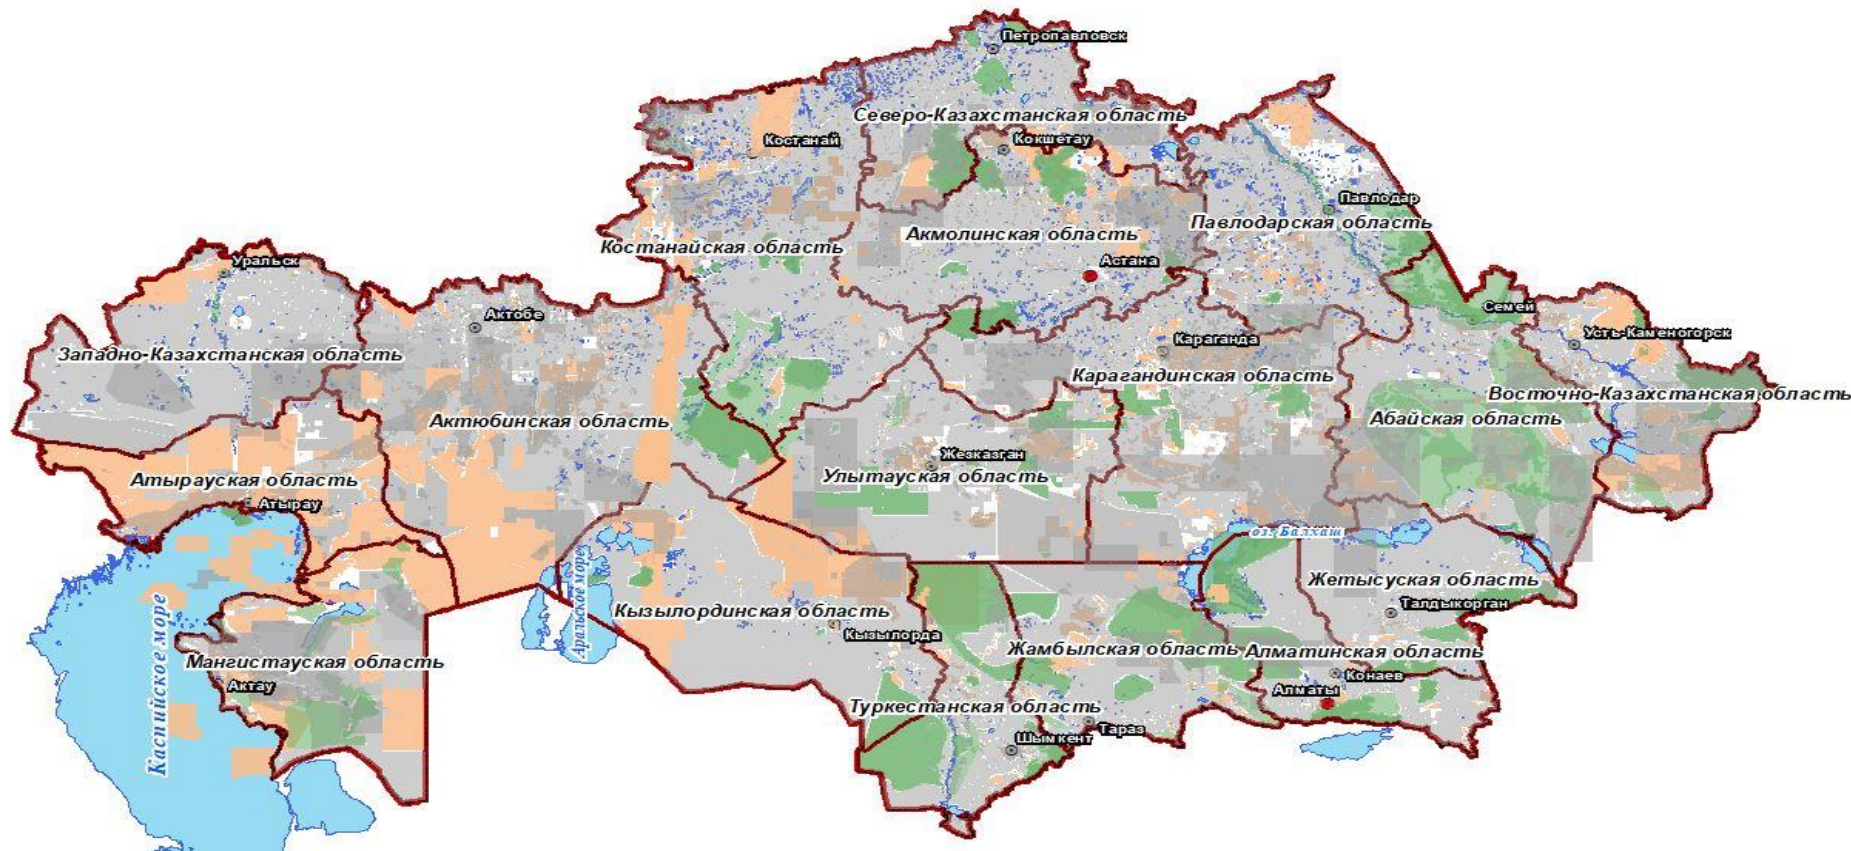 Петропавловск
Северо-Казахстанская область
Костанай
Кокшетау
Павлодар
Павлодарская область
Акмолинская область
Костанайская область
Астана
Уральск
Семей
Актобе
Усть-Каменогорск
Караганда
Западно-Казахстанская область
Карагандинская область
Восточно-Казахстанская область
Абайская область
Актюбинская область
Жезказган
Улытауская область
Атырауская область
Атырау
оз. Балхаш
Жетысуская область
Аральское море
Талдыкорган
Кызылординская область
Кызылорда
Каспийское море
Жамбылская область
Алматинская область
Мангистауская область
Конаев
Актау
Алматы
Туркестанская область
Тараз
Шымкент